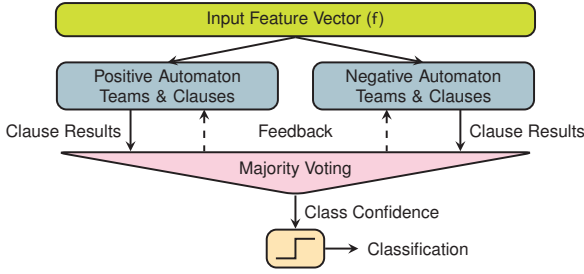 Input Feature Vector (f)
Positive Automaton
Teams & Clauses
Negative Automaton
Teams & Clauses
Clause Results
Feedback
Clause Results
Majority Voting
Class Confidence
Classification